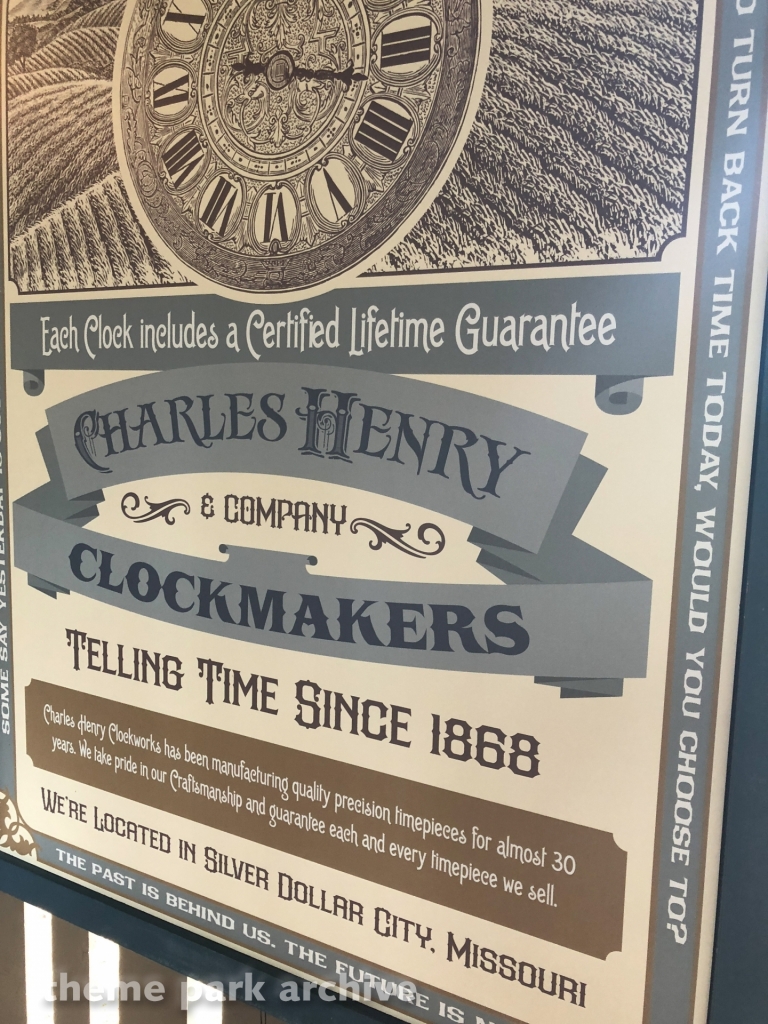 Each Clock includes a Certified Lifetime Guarantee
CHARLES HENRY
& COMPANY
CLOCKMAKERS
TELLING TIME SINCE 1868
Charles Henry Clockworks has been manufacturing quality precision timepieces for almost 30
years. We take pride in our Craftsmanship and guarantee each and every timepiece we sell.
WE'RE LOCATED IN SILVER DOLLAR CITY, MISSOURI
THE PAST IS BEHIND US. THE FUTURE IS
SOME SAY YESTERDAY IS
TURN BACK TIME TODAY, WOULD YOU CHOOSE TO?
theme park archive